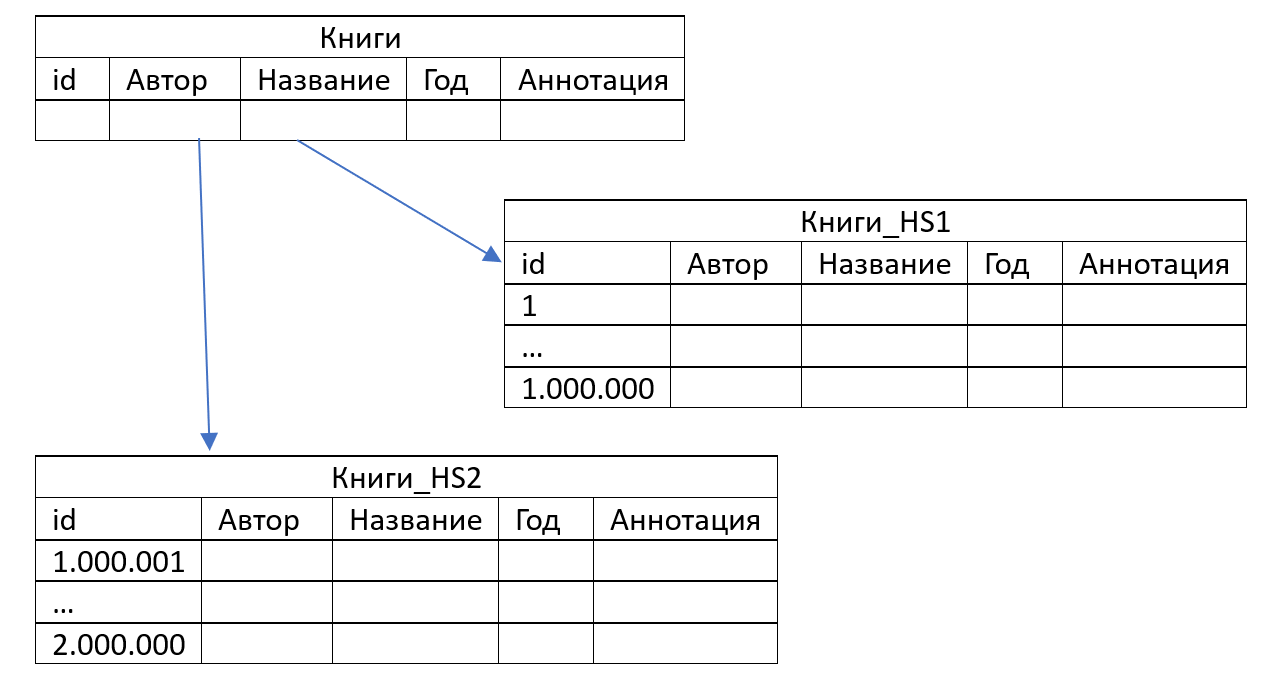 Книги
id Автор Название Год Аннотация
Книги_HS1
id Автор Название Год Аннотация
1
...
1.000.000
Книги_HS2
id Автор Название Год Аннотация
1.000.001
...
2.000.000